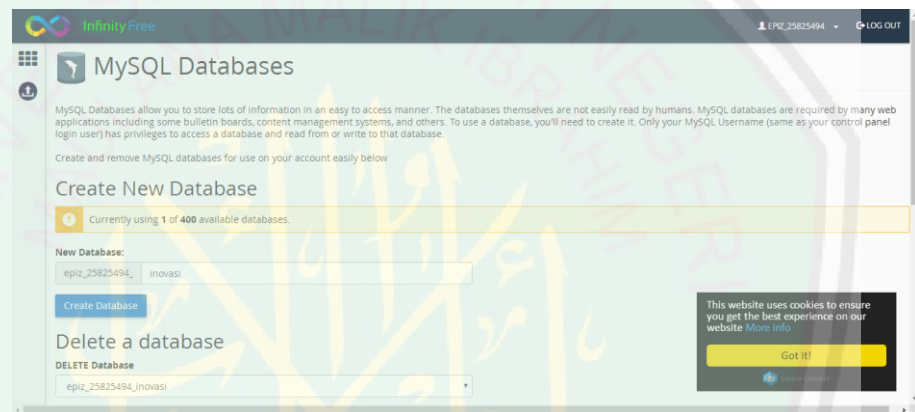 InfinityFree
EPIZ_25825494
LOG OUT
MySQL Databases
MySQL Databases allow you to store lots of information in an easy to access manner. The databases themselves are not easily read by humans. MySQL databases are required by many web
applications including some bulletin boards, content management systems, and others. To use a database, you'll need to create it. Only your MySQL Username (same as your control panel
login user) has privileges to access a database and read from or write to that database.
Create and remove MySQL databases for use on your account easily below
Create New Database
Currently using 1 of 400 available databases.
New Database:
epiz_25825494_ inovasi
Create Database
Delete a database
DELETE Database
epiz_25825494_inovasi
This website uses cookies to ensure
you get the best experience on our
website More info
Got it!
MALIK IBRAHIM
NEGERI